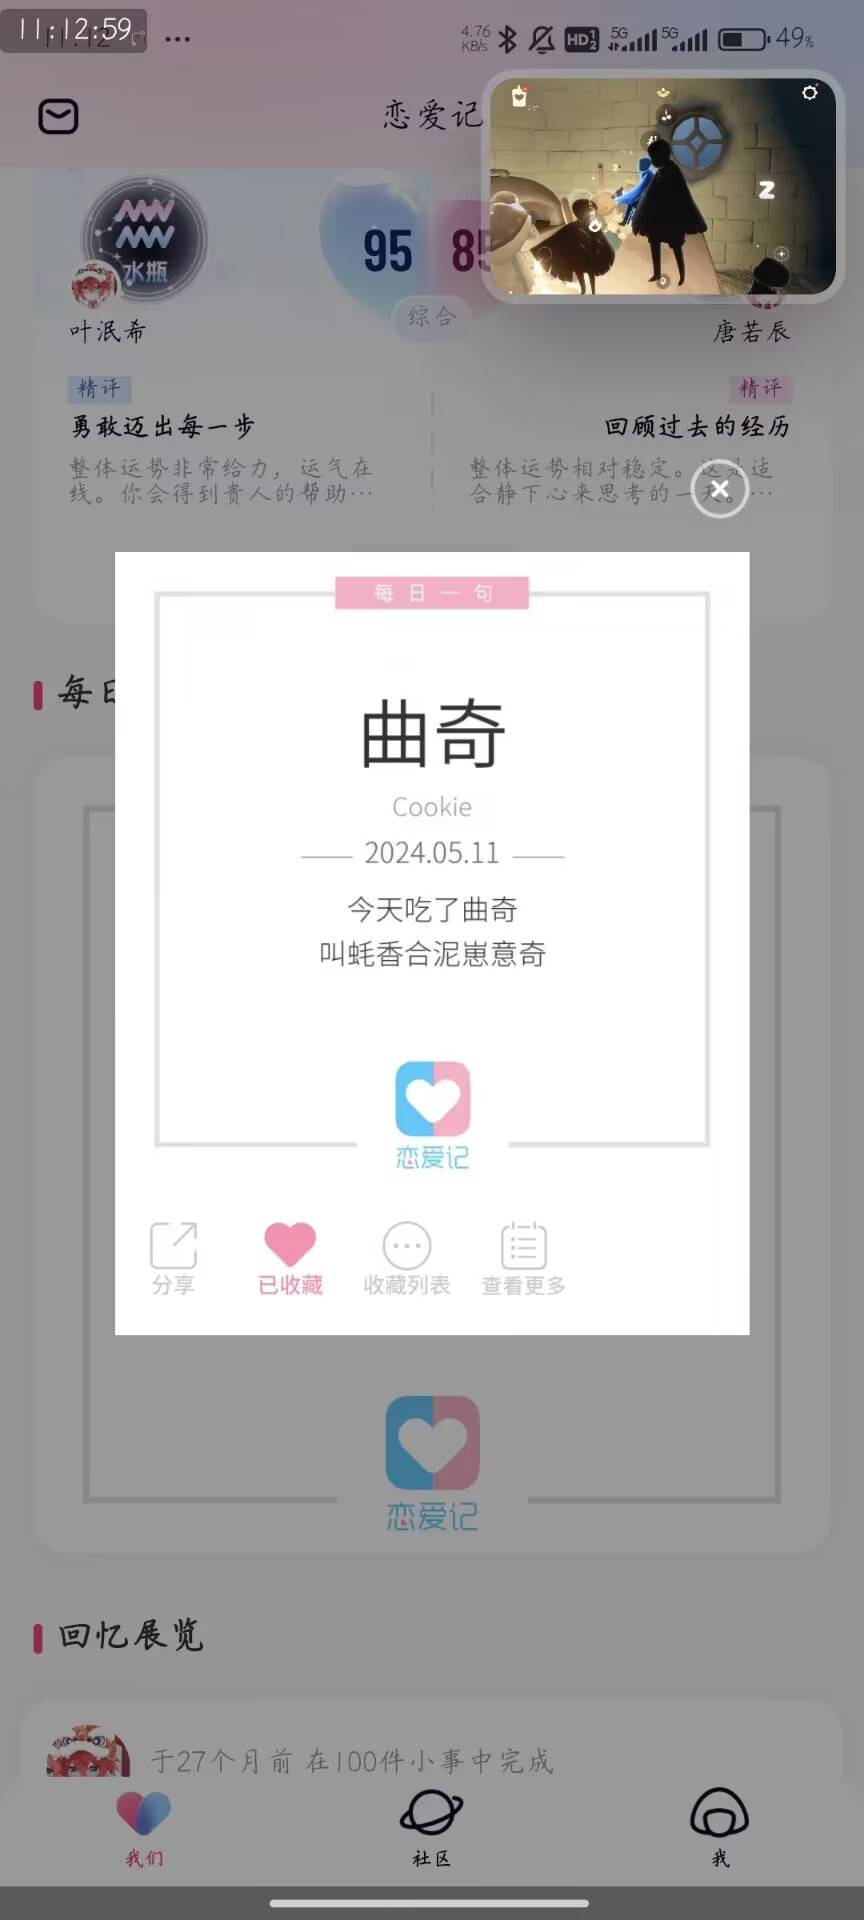 11:12:59
4.76
KB/s
HD 1 2
5G
5G
49%
恋爱记
水瓶
95
85
综合
叶泯希
唐若辰
精评
精评
勇敢迈出每一步
回顾过去的经历
整体运势非常给力，运气在
线。你会得到贵人的帮助…
整体运势相对稳定。这是适
合静下心来思考的一天。…
每日一句
每日
曲奇
Cookie
2024.05.11
今天吃了曲奇
叫蚝香合泥崽意奇
恋爱记
分享
已收藏
收藏列表
查看更多
恋爱记
回忆展览
于27个月前 在100件小事中完成
我们
社区
我